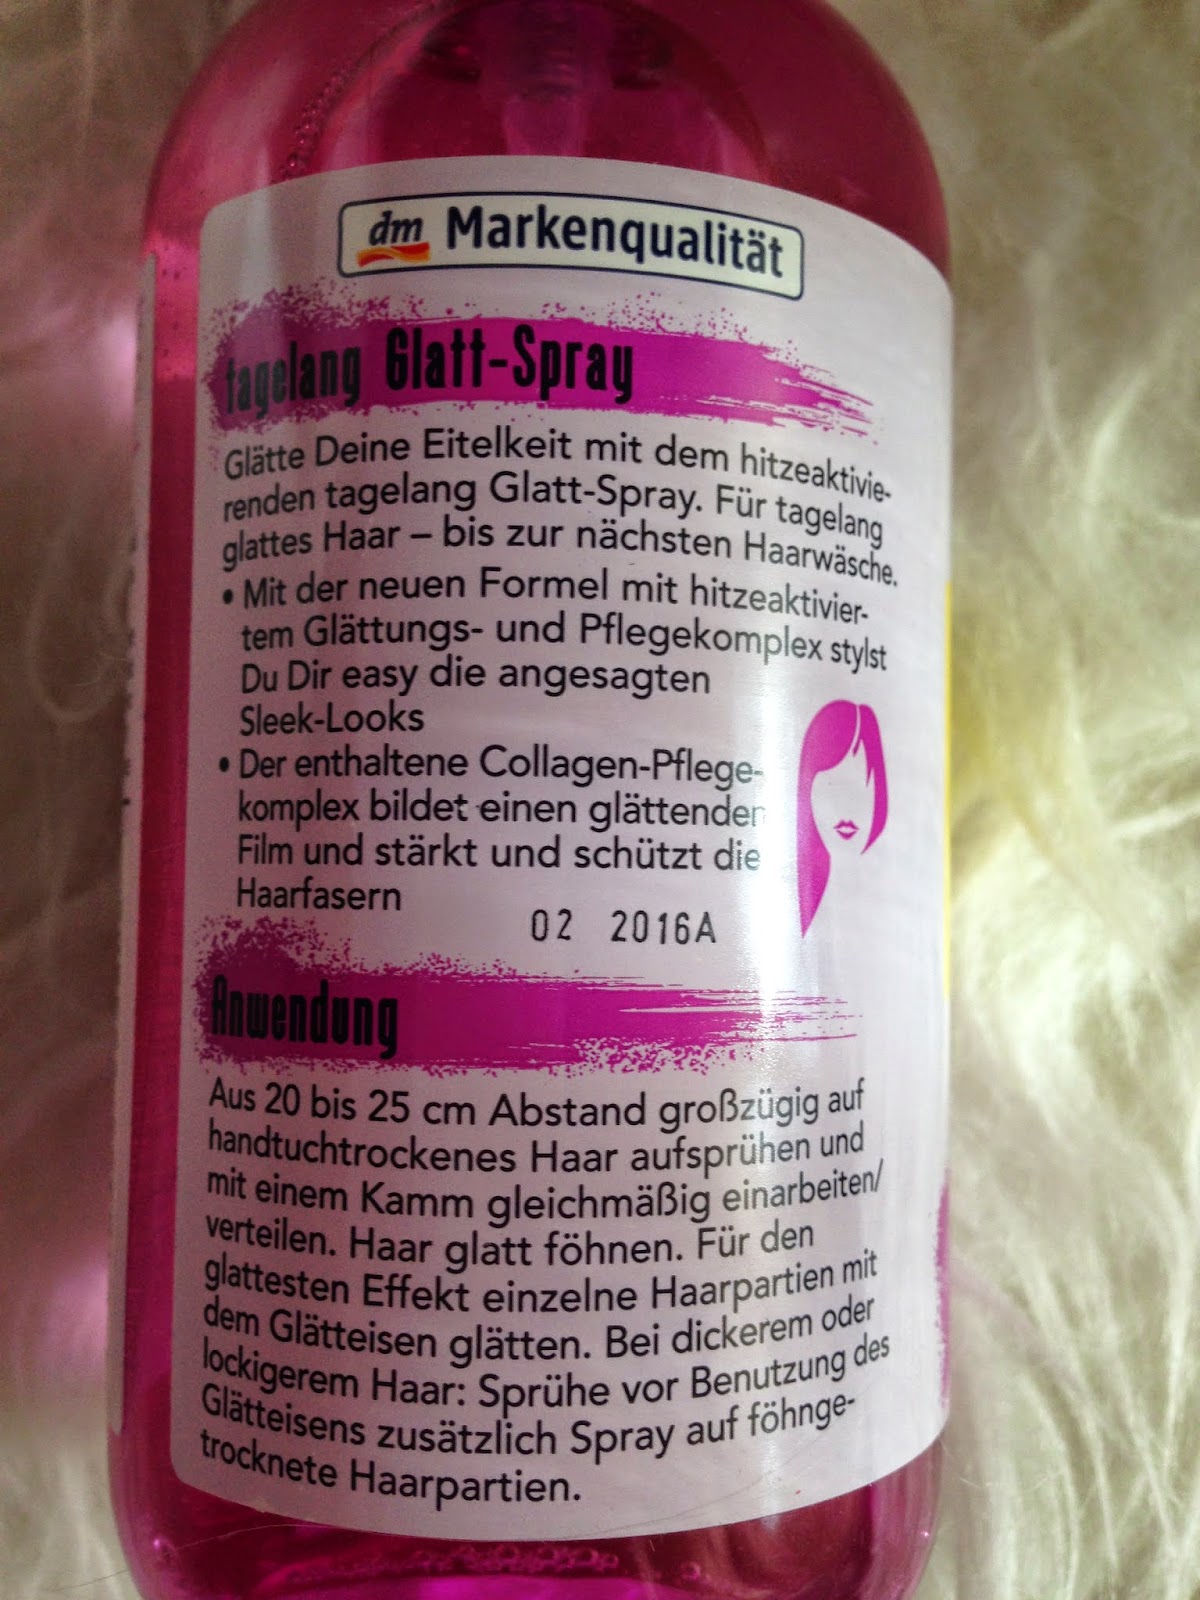 dm Markenqualität
tagelang Glatt-Spray
Glätte Deine Eitelkeit mit dem hitzeaktivie-
renden tagelang Glatt-Spray. Für tagelang
glattes Haar – bis zur nächsten Haarwäsche.
• Mit der neuen Formel mit hitzeaktivier-
tem Glättungs- und Pflegekomplex stylst
Du Dir easy die angesagten
Sleek-Looks
• Der enthaltene Collagen-Pflege-
komplex bildet einen glättenden
Film und stärkt und schützt die
Haarfasern
02 2016A
Anwendung
Aus 20 bis 25 cm Abstand großzügig auf
handtuchtrockenes Haar aufsprühen und
mit einem Kamm gleichmäßig einarbeiten/
verteilen. Haar glatt föhnen. Für den
glattesten Effekt einzelne Haarpartien mit
dem Glätteisen glätten. Bei dickerem oder
lockigerem Haar: Sprühe vor Benutzung des
Glätteisens zusätzlich Spray auf föhnge-
trocknete Haarpartien.